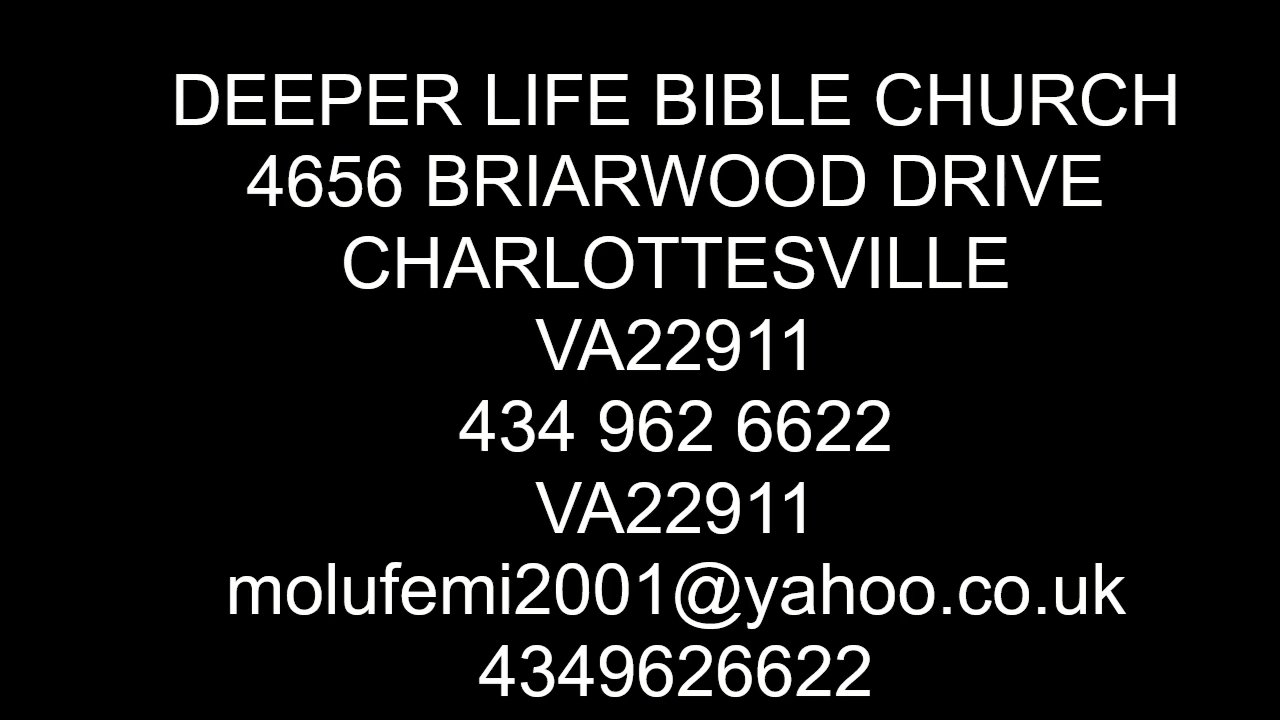 DEEPER LIFE BIBLE CHURCH
4656 BRIARWOOD DRIVE
CHARLOTTESVILLE
VA22911
434 962 6622
VA22911
molufemi2001@yahoo.co.uk
4349626622